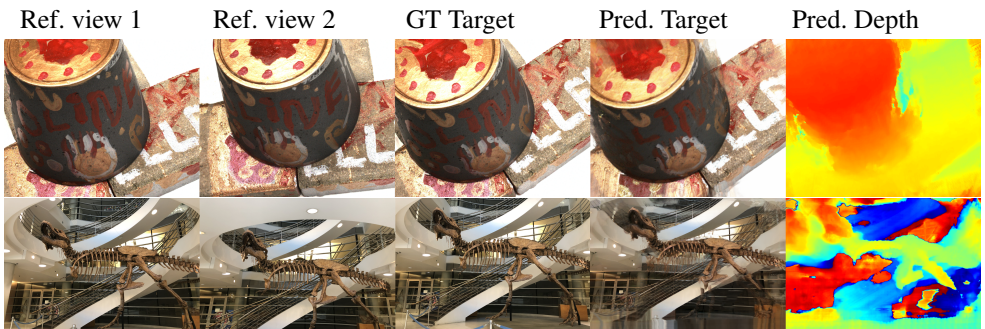 Ref. view 1
Ref. view 2
GT Target
Pred. Target
Pred. Depth